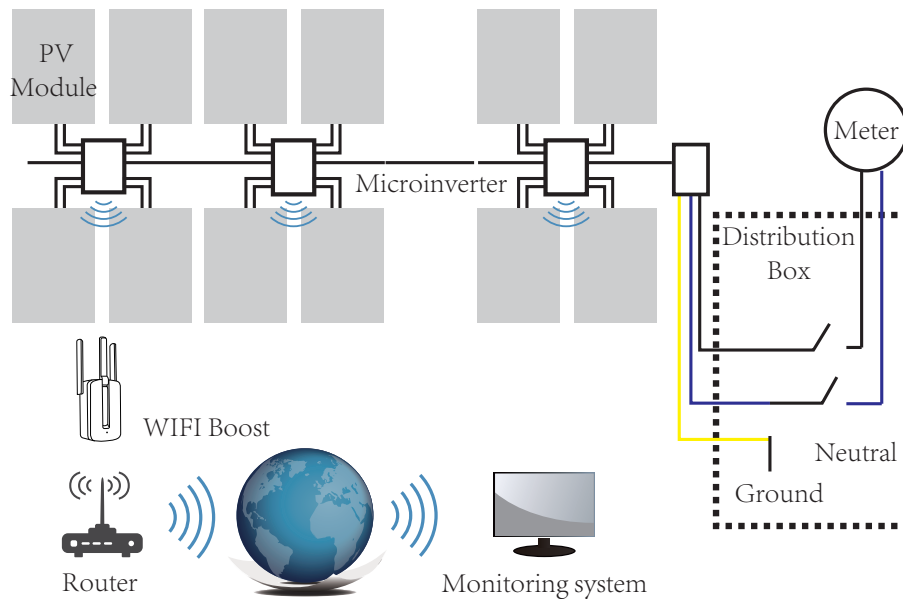 PV
Module
Meter
Microinverter
Distribution
Box
WIFI Boost
Neutral
Ground
Router
Monitoring system